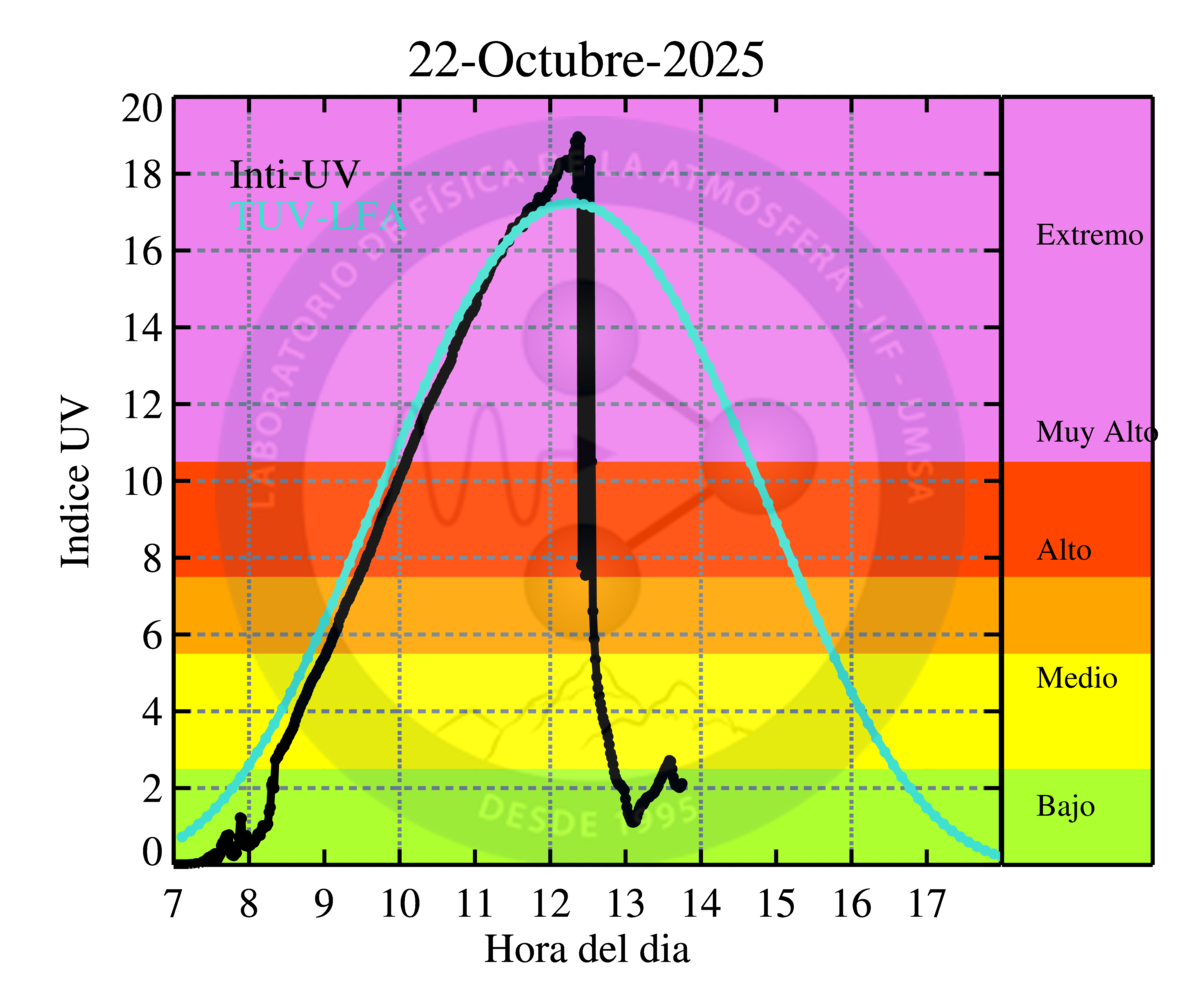 22-Octubre-2025
20
18
16
14
12
10
8
6
4
2
0
Indice UV
Inti-UV
TUV-LFA
LABORATORIO DE FÍSICA DE LA ATMÓSFERA - IIF - UMSA
DESDE 1995
Extremo
Muy Alto
Alto
Medio
Bajo
7 8 9 10 11 12 13 14 15 16 17
Hora del dia